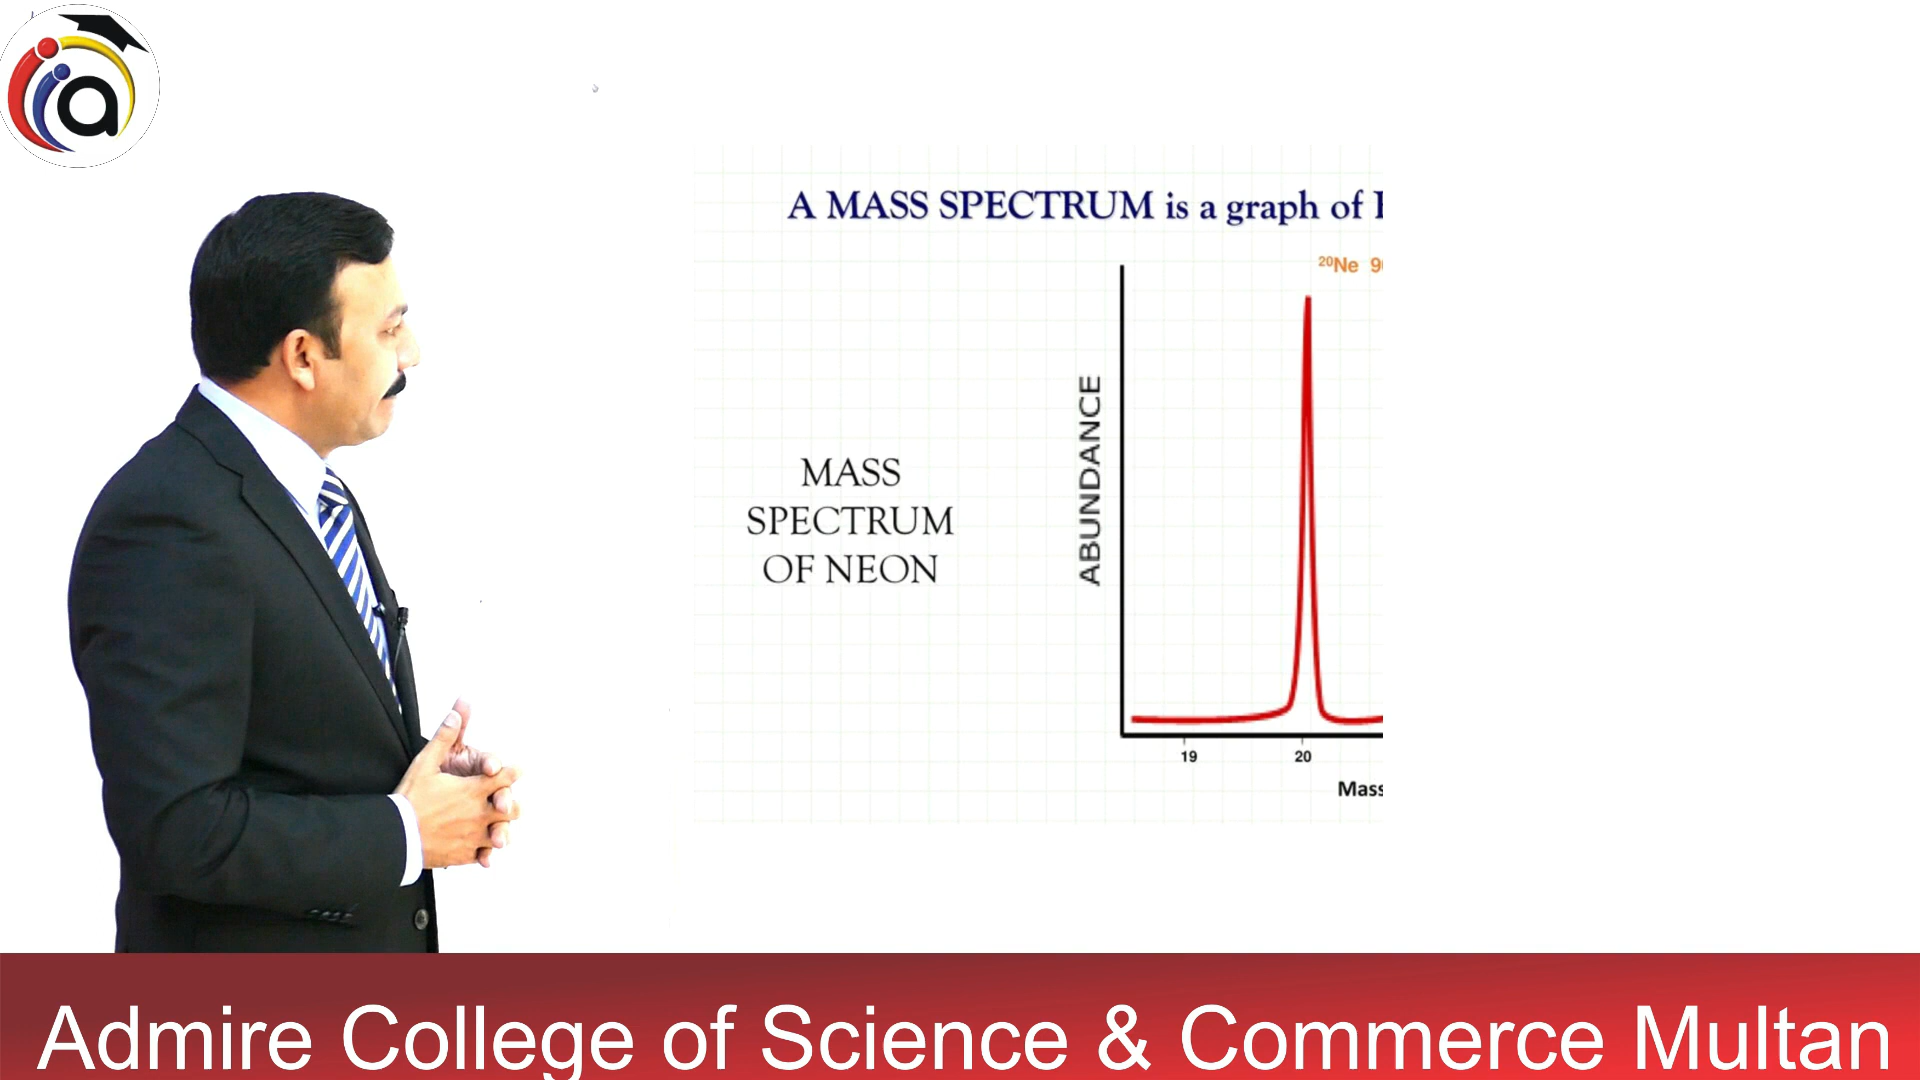 a
A MASS SPECTRUM is a graph of
20Ne
ABUNDANCE
MASS
SPECTRUM
OF NEON
19 20
Mass
Admire College of Science & Commerce Multan